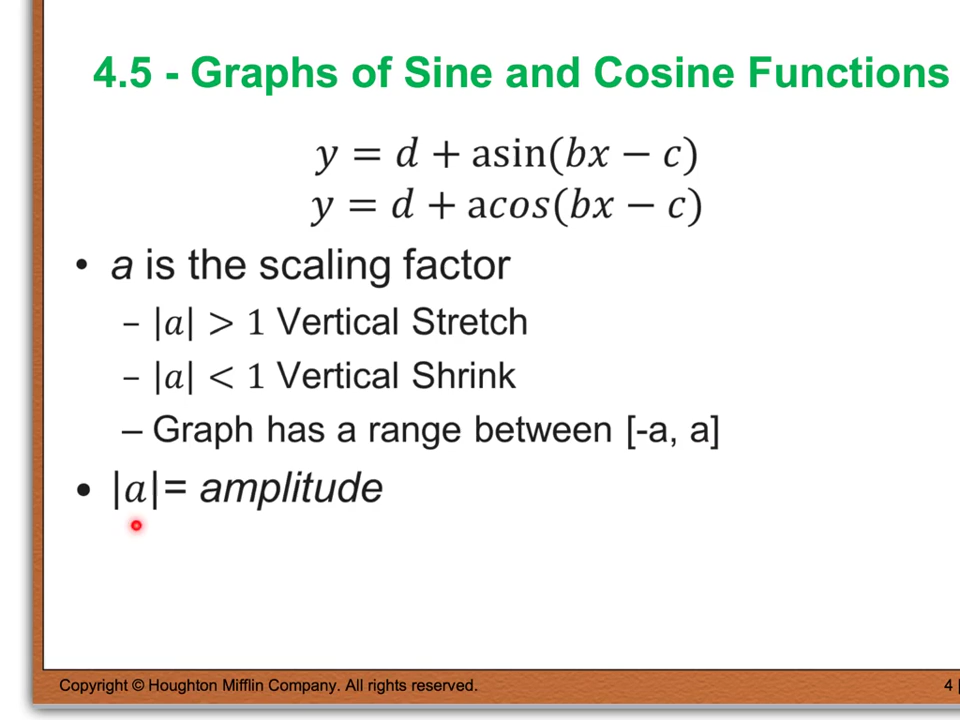 4.5 - Graphs of Sine and Cosine Functions
y = d + asin(bx − c)
y = d + acos(bx − c)
• a is the scaling factor
– |a| > 1 Vertical Stretch
– |a| < 1 Vertical Shrink
– Graph has a range between [-a, a]
• |a|= amplitude
Copyright © Houghton Mifflin Company. All rights reserved.
4 |